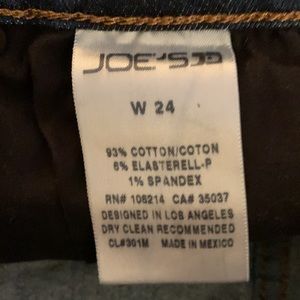 JOE'S
W 24
93% COTTON/COTON
6% ELASTERELL-P
1% SPANDEX
RN# 106214 CA# 35037
DESIGNED IN LOS ANGELES
DRY CLEAN RECOMMENDED
CL#301M MADE IN MEXICO